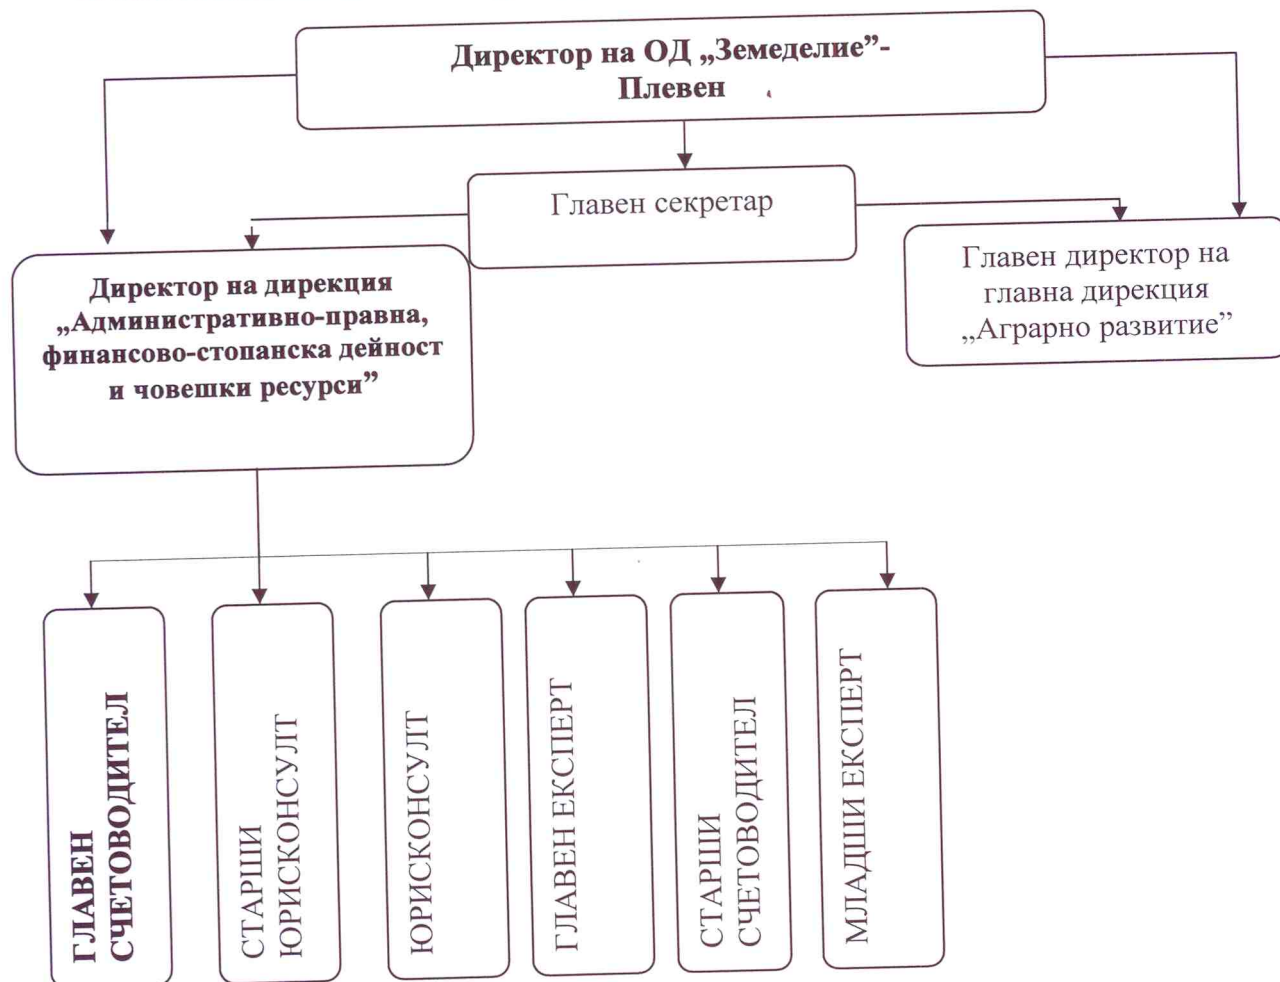 Директор на ОД „Земеделие”-
Плевен
Главен секретар
Директор на дирекция
„Административно-правна,
финансово-стопанска дейност
и човешки ресурси”
Главен директор на
главна дирекция
„Аграрно развитие”
ГЛАВЕН
СЧЕТОВОДИТЕЛ
СТАРШИ
ЮРИСКОНСУЛТ
ЮРИСКОНСУЛТ
ГЛАВЕН ЕКСПЕРТ
СТАРШИ
СЧЕТОВОДИТЕЛ
МЛАДШИ ЕКСПЕРТ